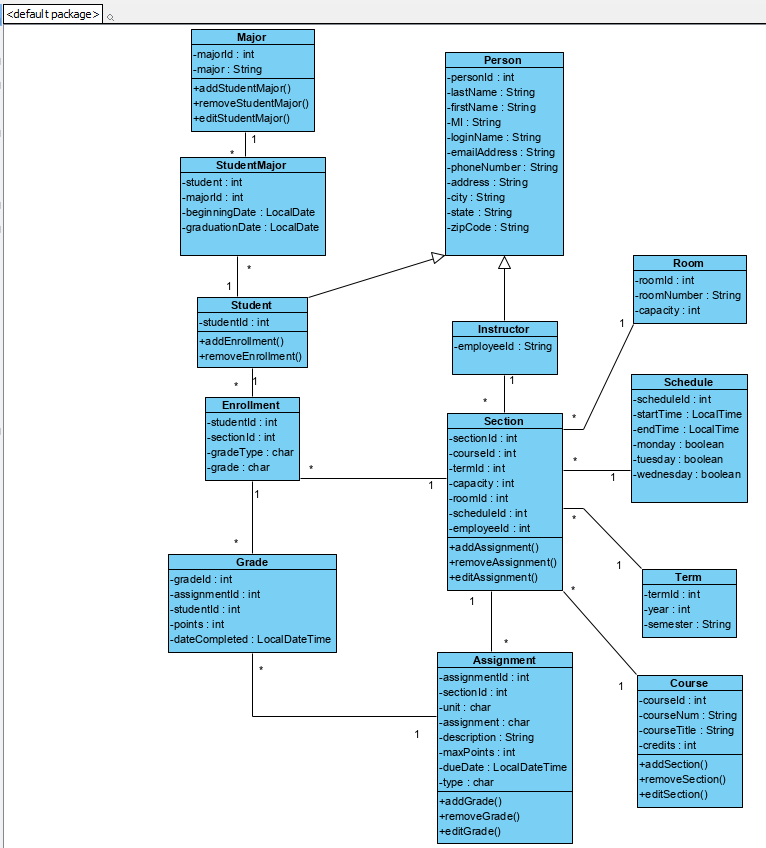 <default package>
Major
-majorId : int
-major : String
+addStudentMajor()
+removeStudentMajor()
+editStudentMajor()
1
*
StudentMajor
-student : int
-majorId : int
-beginningDate : LocalDate
-graduationDate : LocalDate
*
1
Student
-studentId : int
+addEnrollment()
+removeEnrollment()
1
*
Enrollment
-studentId : int
-sectionId : int
-gradeType : char
-grade : char
*
1
1
*
Grade
-gradeId : int
-assignmentId : int
-studentId : int
-points : int
-dateCompleted : LocalDateTime
*
1
Person
-personId : int
-lastName : String
-firstName : String
-MI : String
-loginName : String
-emailAddress : String
-phoneNumber : String
-address : String
-city : String
-state : String
-zipCode : String
Instructor
-employeeId : String
1
*
Section
-sectionId : int
-courseId : int
-termId : int
-capacity : int
-roomId : int
-scheduleId : int
-employeeId : int
+addAssignment()
+removeAssignment()
+editAssignment()
1
*
Assignment
-assignmentId : int
-sectionId : int
-unit : char
-assignment : char
-description : String
-maxPoints : int
-dueDate : LocalDateTime
-type : char
+addGrade()
+removeGrade()
+editGrade()
Room
-roomId : int
-roomNumber : String
-capacity : int
1
*
Schedule
-scheduleId : int
-startTime : LocalTime
-endTime : LocalTime
-monday : boolean
-tuesday : boolean
-wednesday : boolean
*
1
*
1
Term
-termId : int
-year : int
-semester : String
*
1
Course
-courseId : int
-courseNum : String
-courseTitle : String
-credits : int
+addSection()
+removeSection()
+editSection()